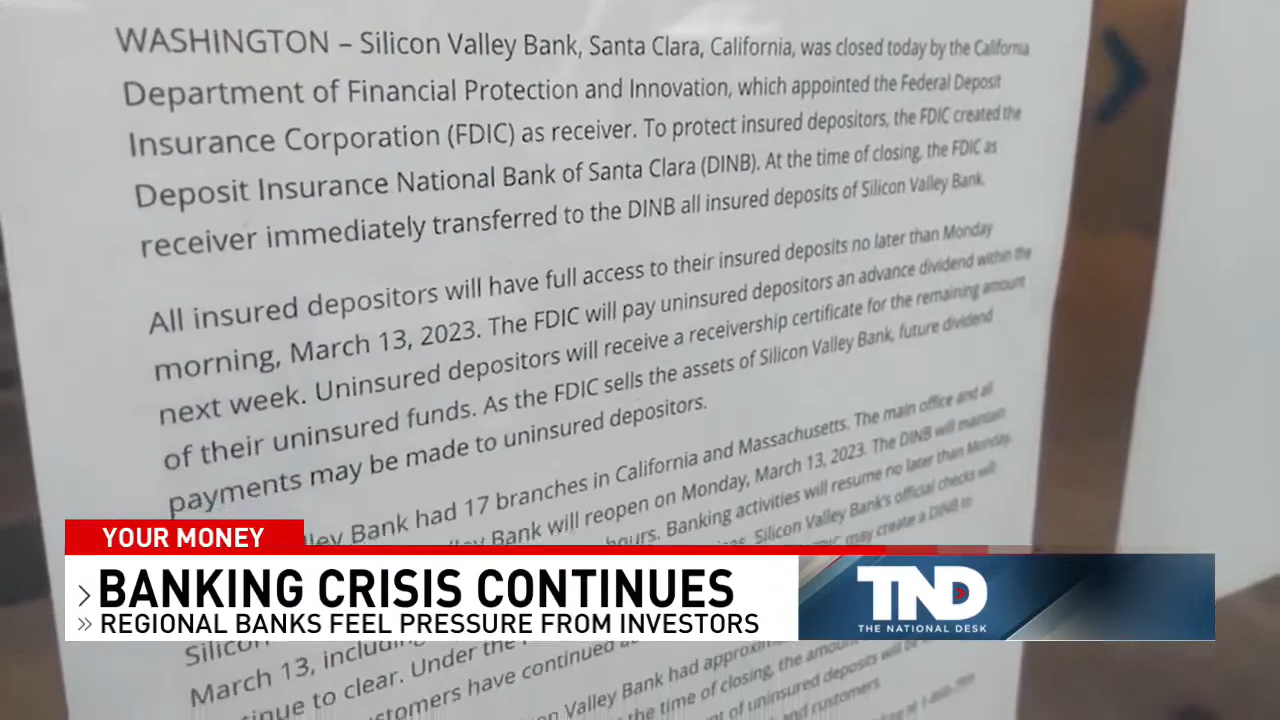 WASHINGTON – Silicon Valley Bank, Santa Clara, California, was closed today by the California
Department of Financial Protection and Innovation, which appointed the Federal Deposit
Insurance Corporation (FDIC) as receiver. To protect insured depositors, the FDIC created the
Deposit Insurance National Bank of Santa Clara (DINB). At the time of closing, the FDIC as
receiver immediately transferred to the DINB all insured deposits of Silicon Valley Bank.
All insured depositors will have full access to their insured deposits no later than Monday
morning, March 13, 2023. The FDIC will pay uninsured depositors an advance dividend within the
next week. Uninsured depositors will receive a receivership certificate for the remaining amount
of their uninsured funds. As the FDIC sells the assets of Silicon Valley Bank, future dividend
payments may be made to uninsured depositors.
Bank had 17 branches in California and Massachusetts. The main office and all
Bank will reopen on Monday, March 13, 2023. The DINB will maintain
hours. Banking activities will resume no later than Monday,
Silicon Valley Bank's official checks will
may create a DINB to
YOUR MONEY
BANKING CRISIS CONTINUES
REGIONAL BANKS FEEL PRESSURE FROM INVESTORS
TND
THE NATIONAL DESK
Silicon
March 13,
to clear. Under the
have continued
Valley Bank had
the time of closing, the
of uninsured deposits will be
and customers